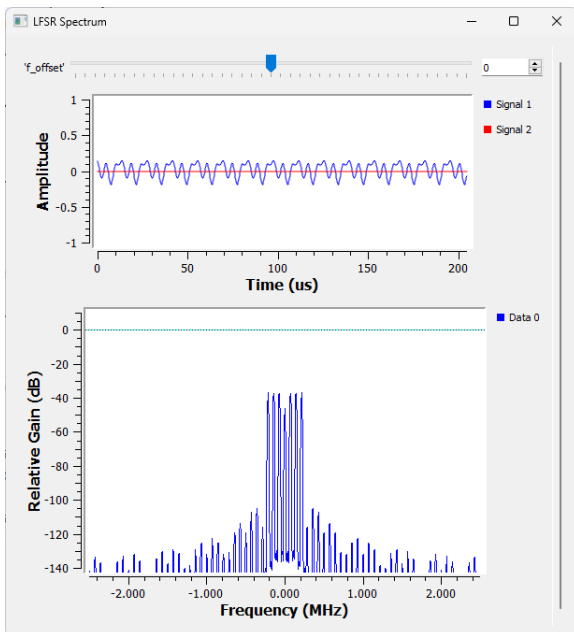 LFSR Spectrum
'f_offset'
0
1
0.5
0
-0.5
-1
Amplitude
Signal 1
Signal 2
0
50
100
150
200
Time (us)
0
-20
-40
-60
-80
-100
-120
-140
Relative Gain (dB)
Data 0
-2.000
-1.000
0.000
1.000
2.000
Frequency (MHz)